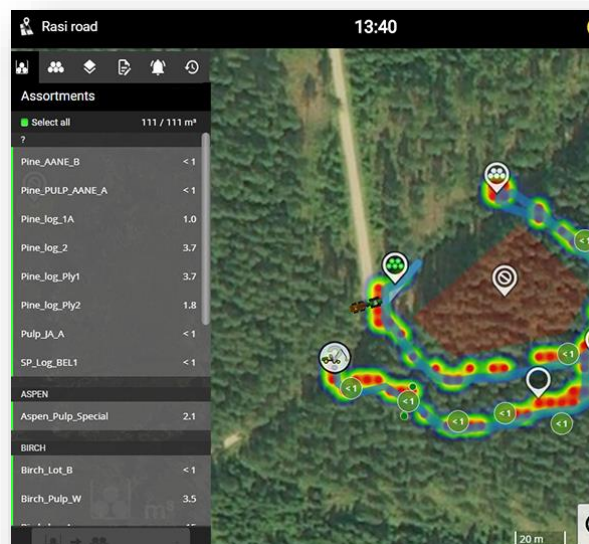 Rasi road
13:40
Assortments
Select all 111 / 111 m³
?
Pine_AANE_B < 1
Pine_PULP_AANE_A < 1
Pine_log_1A 1.0
Pine_log_2 3.7
Pine_log_Ply1 3.7
Pine_log_Ply2 1.8
Pulp_JA_A < 1
SP_Log_BEL1 < 1
ASPEN
Aspen_Pulp_Special 2.1
BIRCH
Birch_Lot_B < 1
Birch_Pulp_W 3.5
<1
<1
<1
<1
<1
<1
<1
20 m